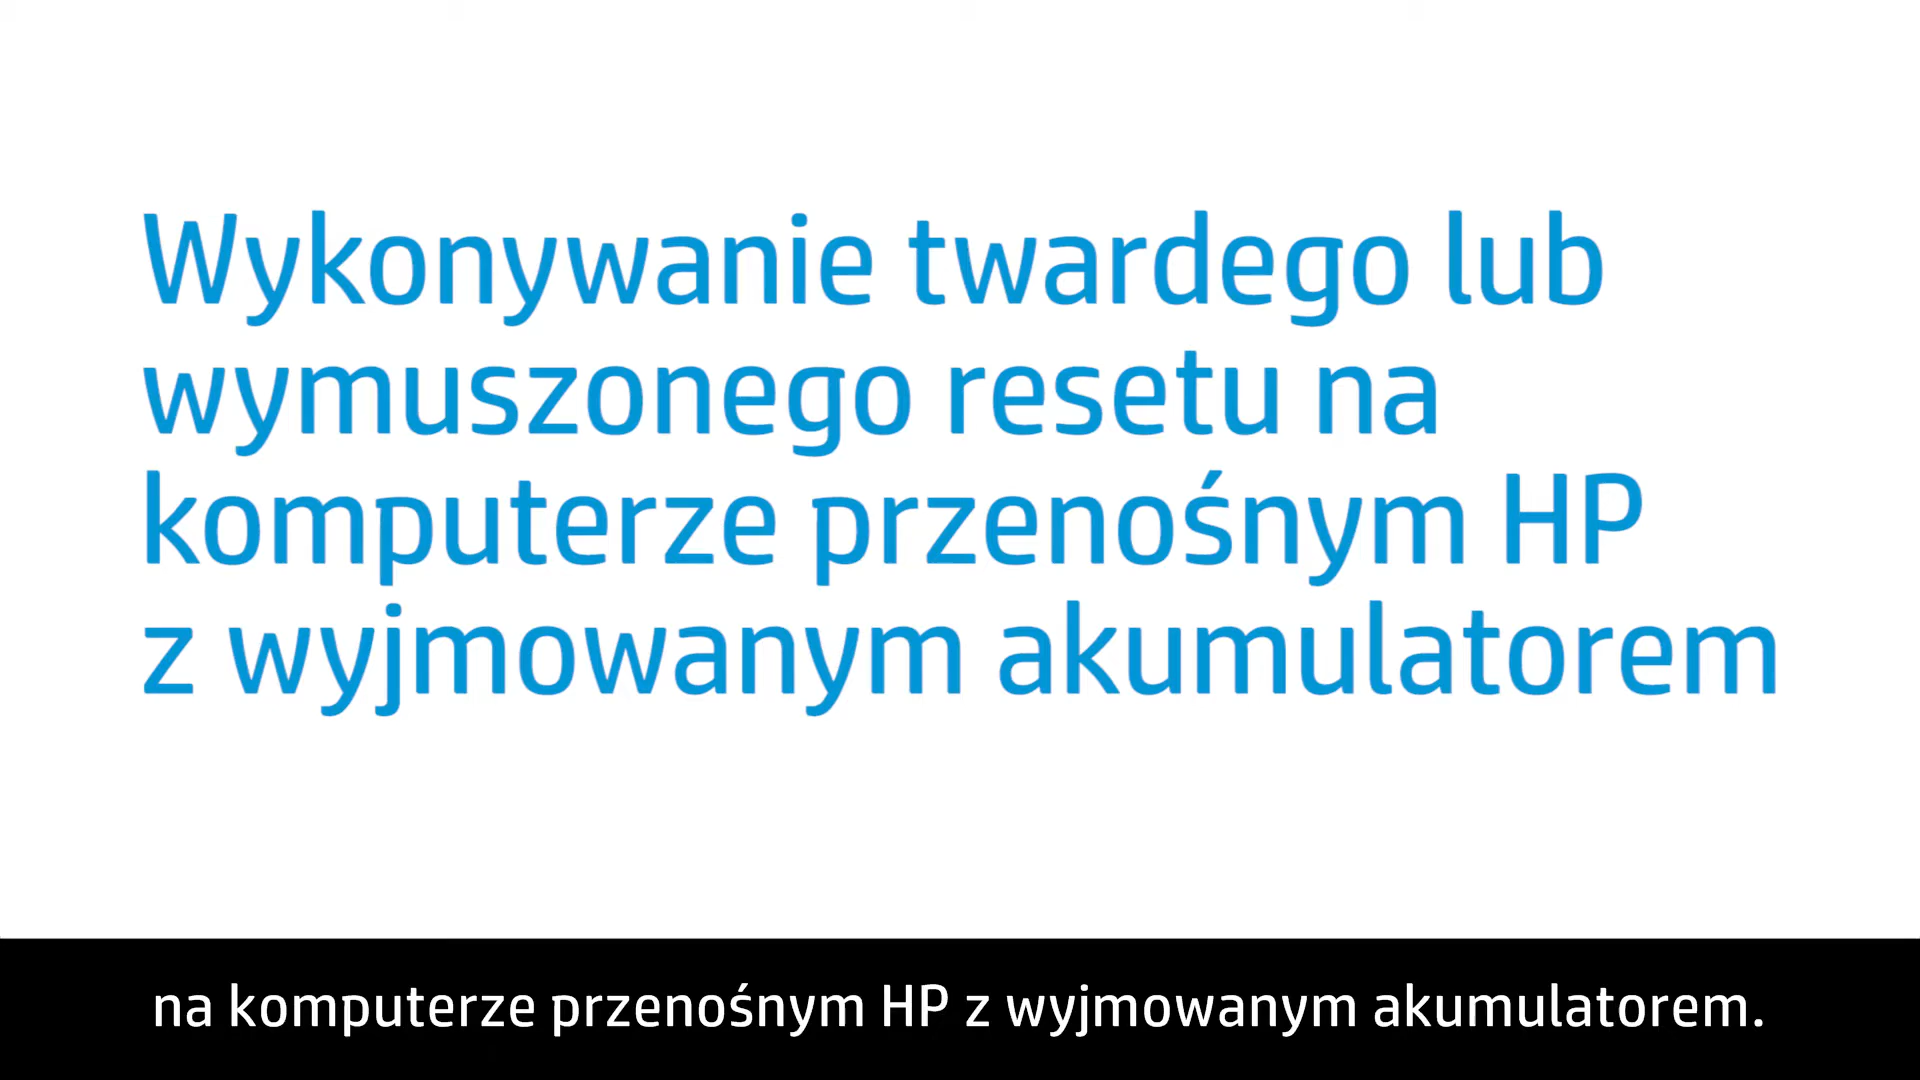 Wykonywanie twardego lub
wymuszonego resetu na
komputerze przenośnym HP
z wyjmowanym akumulatorem
na komputerze przenośnym HP z wyjmowanym akumulatorem.